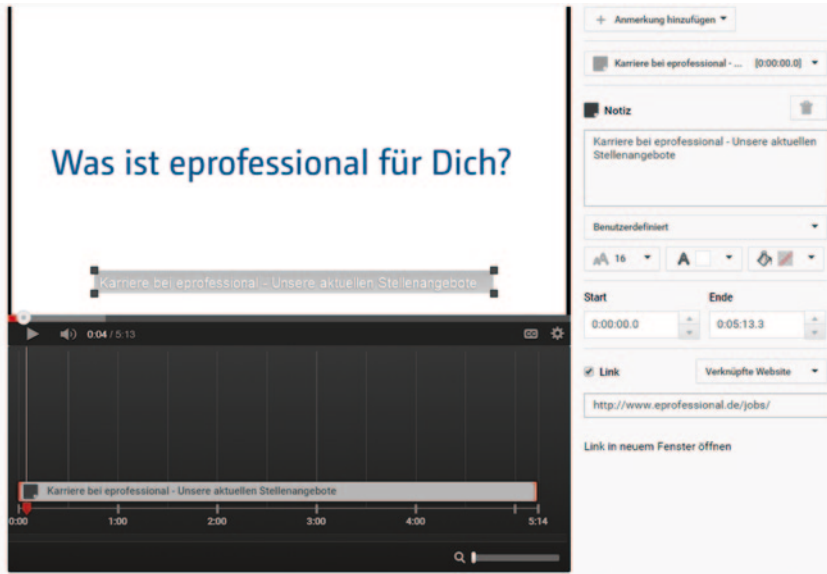 Was ist eprofessional für Dich?
Karriere bei eprofessional - Unsere aktuellen Stellenangebote
0:04 / 5:13
CC
Karriere bei eprofessional - Unsere aktuellen Stellenangebote
0:00 1:00 2:00 3:00 4:00 5:14
+ Anmerkung hinzufügen
Karriere bei eprofessional - ... [0:00:00.0]
Notiz
Karriere bei eprofessional - Unsere aktuellen
Stellenangebote
Benutzerdefiniert
AA 16 A
Start Ende
0:00:00.0 0:05:13.3
Link Verknüpfte Website
http://www.eprofessional.de/jobs/
Link in neuem Fenster öffnen